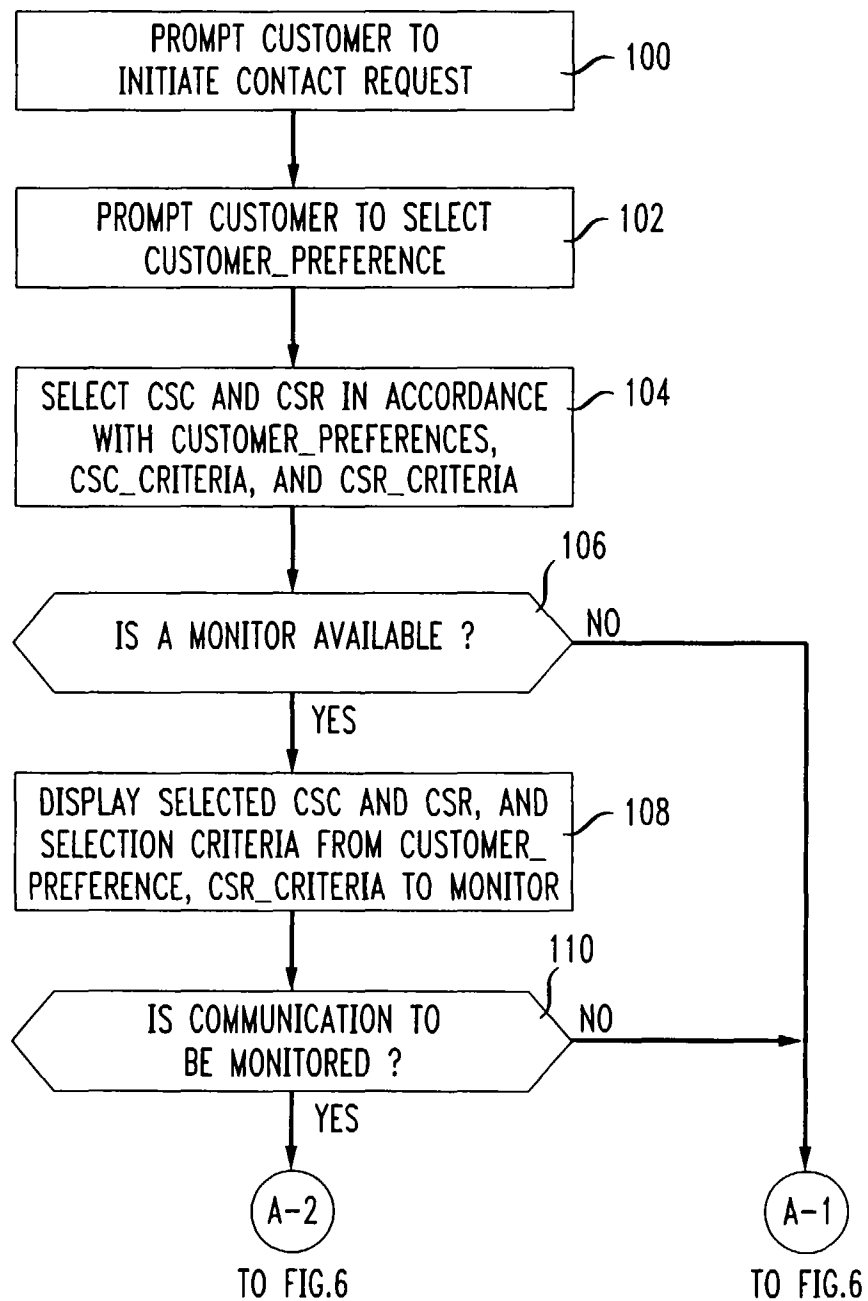 PROMPT CUSTOMER TO
INITIATE CONTACT REQUEST
100
PROMPT CUSTOMER TO SELECT
CUSTOMER_PREFERENCE
102
SELECT CSC AND CSR IN ACCORDANCE
WITH CUSTOMER_PREFERENCES,
CSC_CRITERIA, AND CSR_CRITERIA
104
106
IS A MONITOR AVAILABLE ?
NO
YES
DISPLAY SELECTED CSC AND CSR, AND
SELECTION CRITERIA FROM CUSTOMER_
PREFERENCE, CSR_CRITERIA TO MONITOR
108
110
IS COMMUNICATION TO
BE MONITORED ?
NO
YES
A-2
A-1
TO FIG.6
TO FIG.6